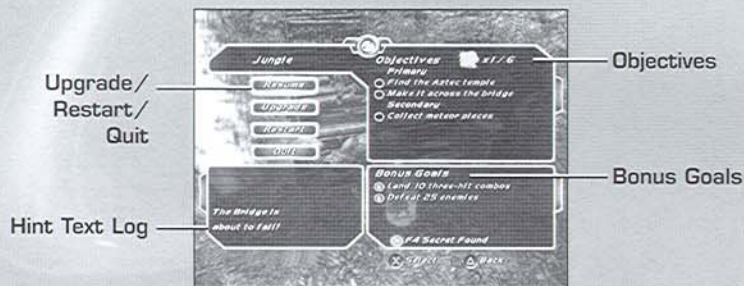 Jungle
Objectives x1/6
Primary
Find the Aztec temple
Make it across the bridge
Secondary
Collect meteor pieces
Resume
Upgrade
Restart
Quit
Bonus Goals
Land 10 three-hit combos
Defeat 25 enemies
F4 Secret Found
The Bridge is
about to fall!
X Select
Back
Upgrade/
Restart/
Quit
Hint Text Log
Objectives
Bonus Goals